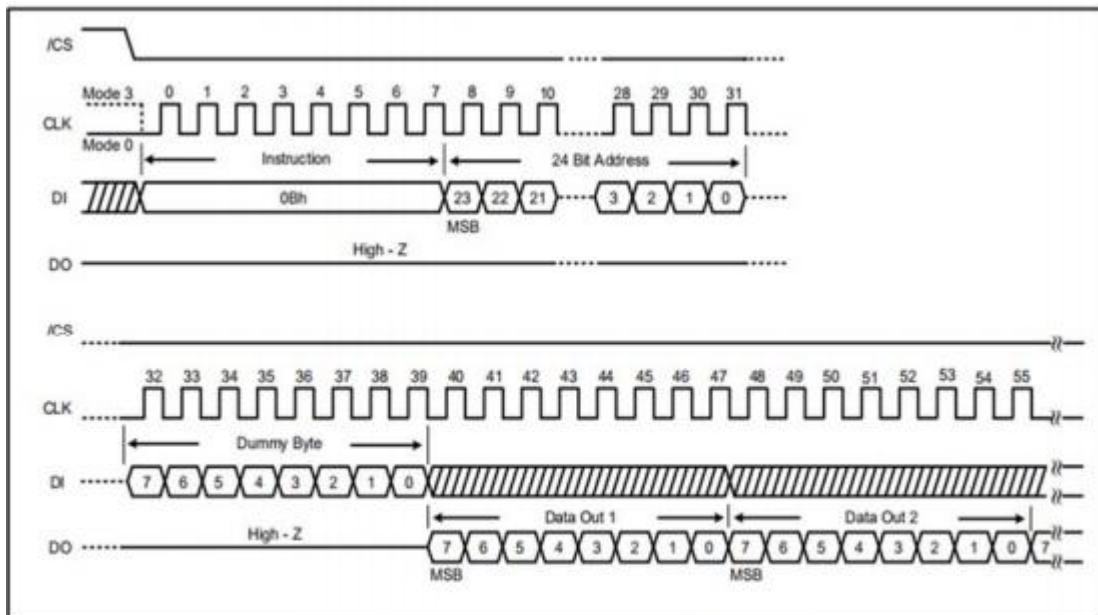 /CS
Mode 3 0 1 2 3 4 5 6 7 8 9 10 28 29 30 31
CLK
Mode 0
Instruction 24 Bit Address
DI 0Bh 23 22 21 3 2 1 0
MSB
High - Z
DO
/CS
32 33 34 35 36 37 38 39 40 41 42 43 44 45 46 47 48 49 50 51 52 53 54 55
CLK
Dummy Byte
DI 7 6 5 4 3 2 1 0
Data Out 1 Data Out 2
High - Z
DO 7 6 5 4 3 2 1 0 7 6 5 4 3 2 1 0 7
MSB MSB